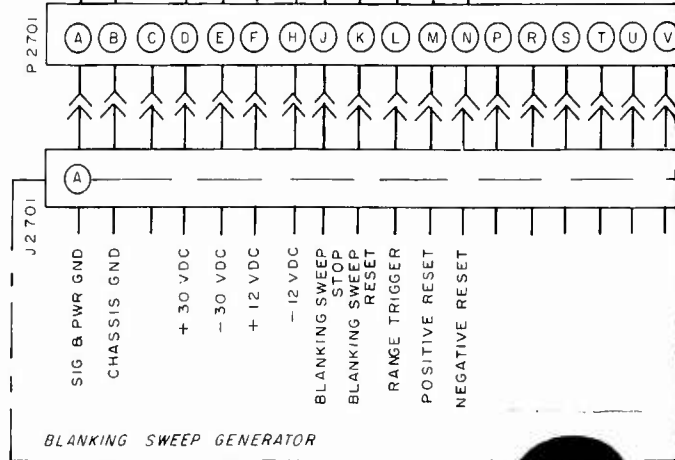 P2701
A B C D E F H J K L M N P R S T U V
J2701
A
SIG & PWR GND
CHASSIS GND
+ 30 VDC
- 30 VDC
+ 12 VDC
- 12 VDC
BLANKING SWEEP
STOP
BLANKING SWEEP
RESET
RANGE TRIGGER
POSITIVE RESET
NEGATIVE RESET
BLANKING SWEEP GENERATOR